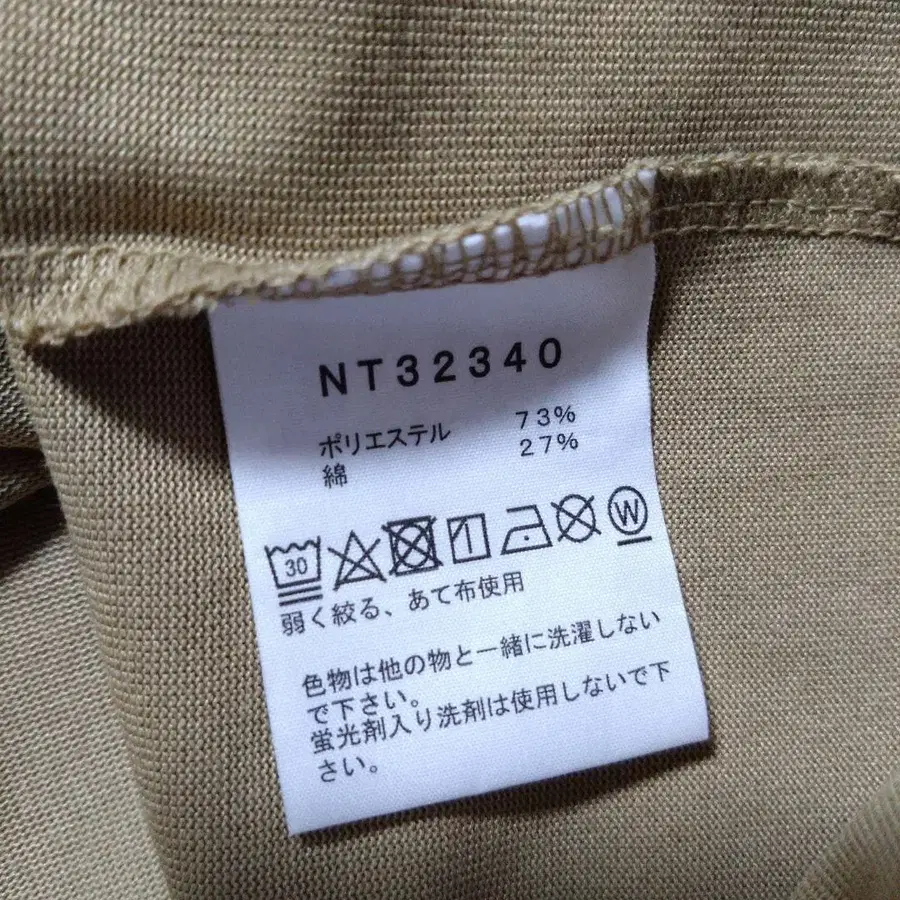 NT32340
ポリエステル 73%
綿 27%
30
W
弱く絞る、あて布使用
色物は他の物と一緒に洗濯しない
で下さい。
蛍光剤入り洗剤は使用しないで下
さい。